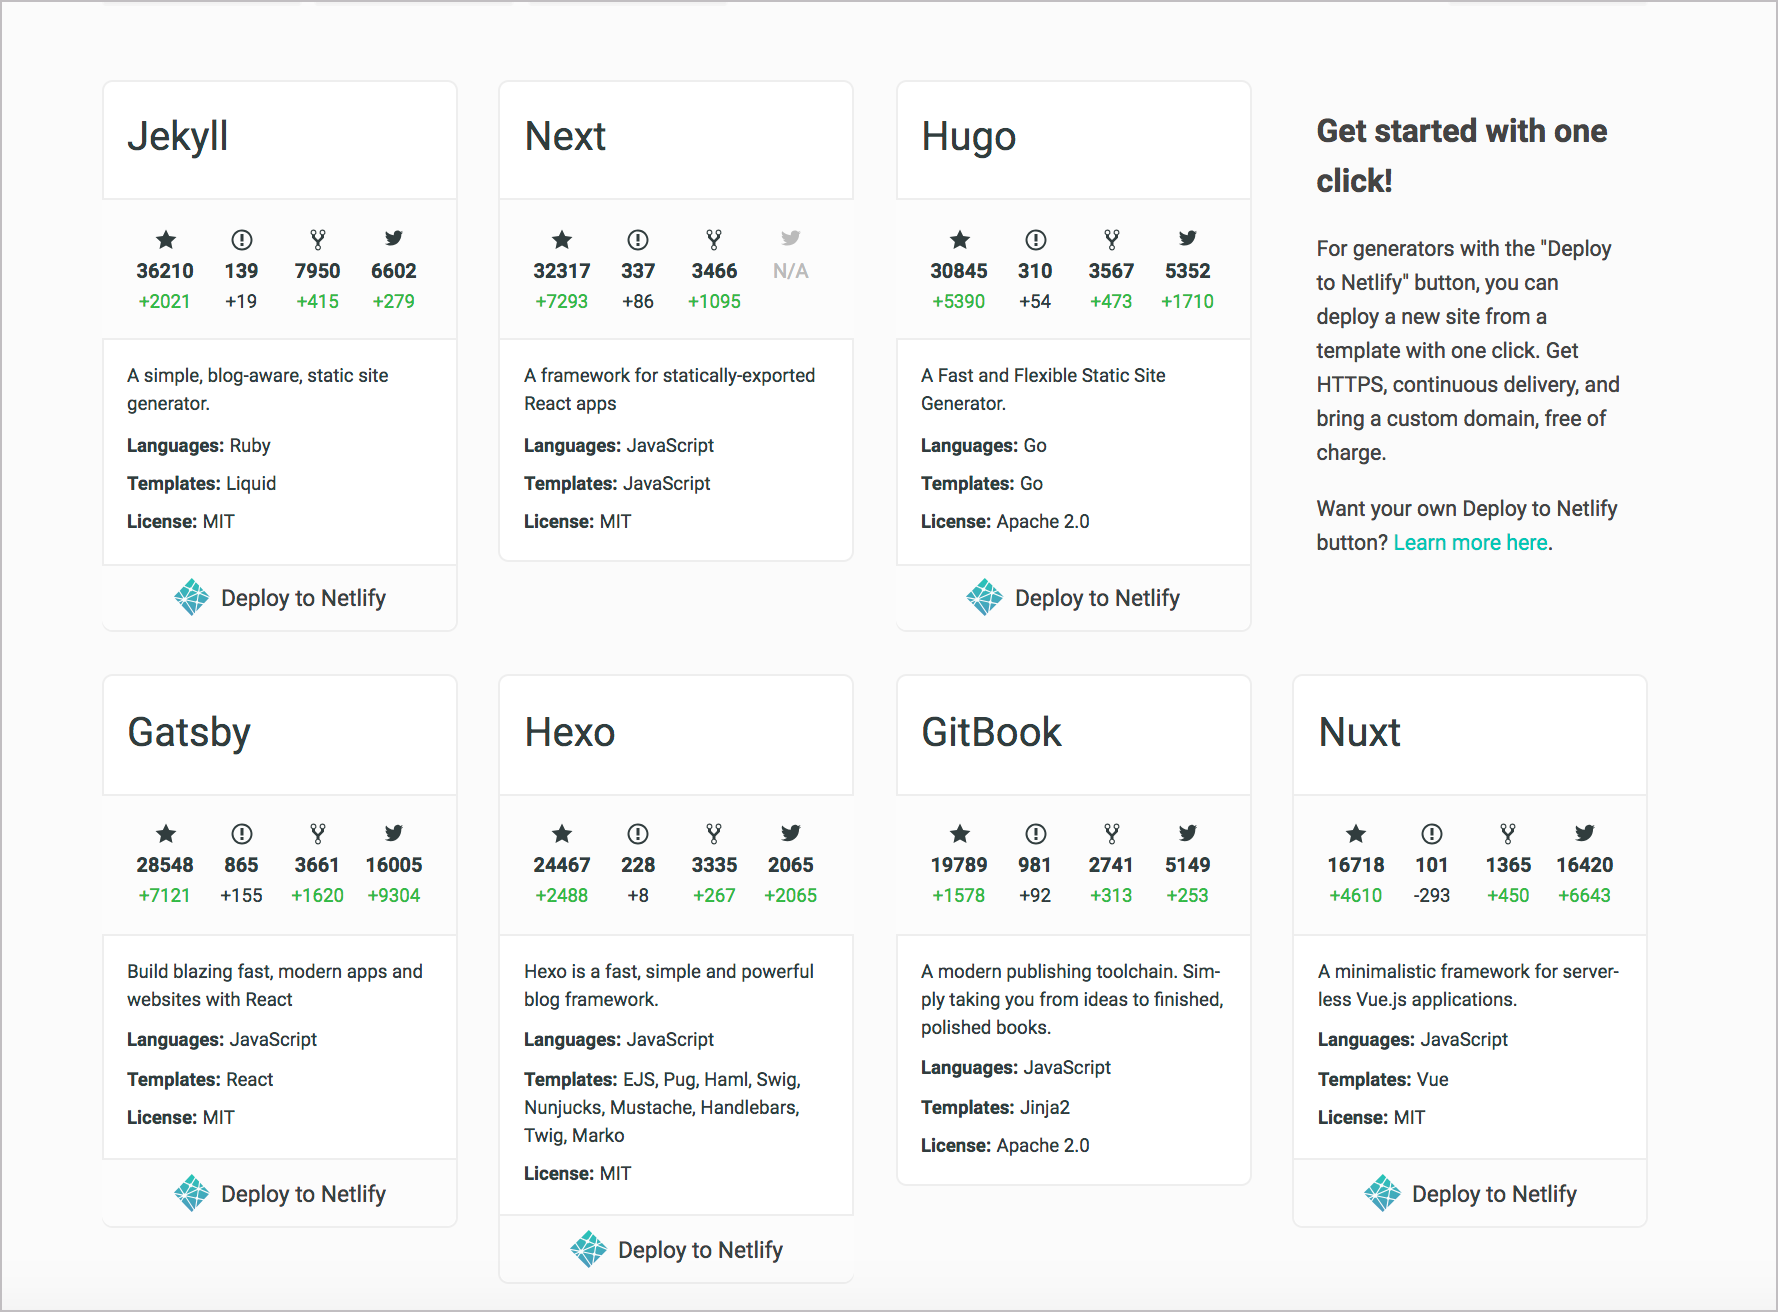 Jekyll
36210 139 7950 6602
+2021 +19 +415 +279
A simple, blog-aware, static site
generator.
Languages: Ruby
Templates: Liquid
License: MIT
Deploy to Netlify
Next
32317 337 3466 N/A
+7293 +86 +1095
A framework for statically-exported
React apps
Languages: JavaScript
Templates: JavaScript
License: MIT
Hugo
30845 310 3567 5352
+5390 +54 +473 +1710
A Fast and Flexible Static Site
Generator.
Languages: Go
Templates: Go
License: Apache 2.0
Deploy to Netlify
Get started with one
click!
For generators with the "Deploy
to Netlify" button, you can
deploy a new site from a
template with one click. Get
HTTPS, continuous delivery, and
bring a custom domain, free of
charge.
Want your own Deploy to Netlify
button? Learn more here.
Gatsby
28548 865 3661 16005
+7121 +155 +1620 +9304
Build blazing fast, modern apps and
websites with React
Languages: JavaScript
Templates: React
License: MIT
Deploy to Netlify
Hexo
24467 228 3335 2065
+2488 +8 +267 +2065
Hexo is a fast, simple and powerful
blog framework.
Languages: JavaScript
Templates: EJS, Pug, Haml, Swig,
Nunjucks, Mustache, Handlebars,
Twig, Marko
License: MIT
Deploy to Netlify
GitBook
19789 981 2741 5149
+1578 +92 +313 +253
A modern publishing toolchain. Sim-
ply taking you from ideas to finished,
polished books.
Languages: JavaScript
Templates: Jinja2
License: Apache 2.0
Nuxt
16718 101 1365 16420
+4610 -293 +450 +6643
A minimalistic framework for server-
less Vue.js applications.
Languages: JavaScript
Templates: Vue
License: MIT
Deploy to Netlify